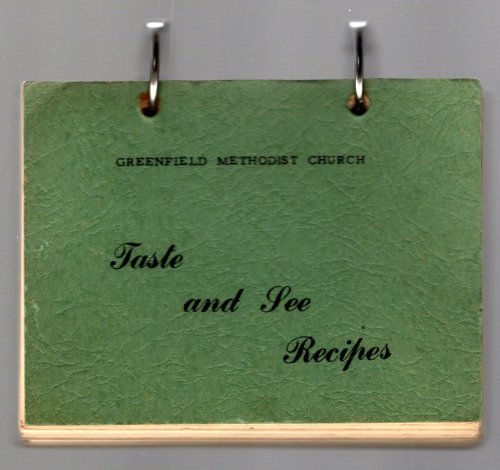 GREENFIELD METHODIST CHURCH
Taste
and See
Recipes